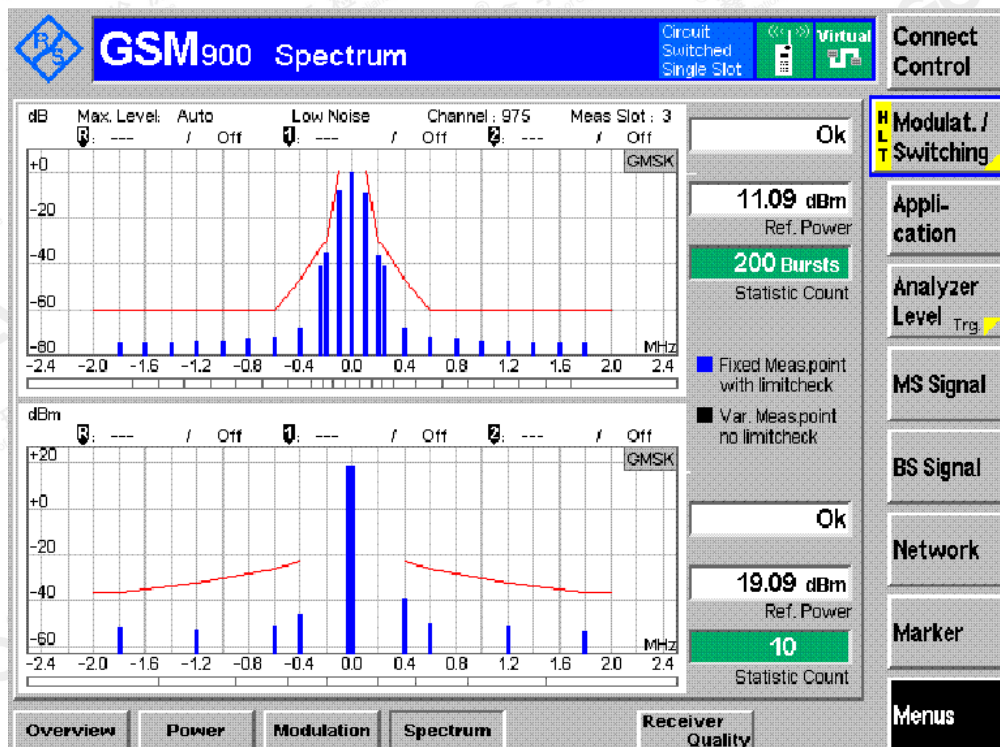 R/S
GSM900 Spectrum
Circuit
Switched
Single Slot
Virtual
Connect
Control
dB Max. Level: Auto Low Noise Channel : 975 Meas Slot : 3
R: --- / Off 1: --- / Off 2: --- / Off
GMSK
+0
-20
-40
-60
-80
MHz
-2.4 -2.0 -1.6 -1.2 -0.8 -0.4 0.0 0.4 0.8 1.2 1.6 2.0 2.4
Ok
11.09 dBm
Ref. Power
200 Bursts
Statistic Count
Fixed Meas.point
with limitcheck
Var. Meas.point
no limitcheck
dBm
R: --- / Off 1: --- / Off 2: --- / Off
GMSK
+20
+0
-20
-40
-60
MHz
-2.4 -2.0 -1.6 -1.2 -0.8 -0.4 0.0 0.4 0.8 1.2 1.6 2.0 2.4
Ok
19.09 dBm
Ref. Power
10
Statistic Count
HLT
Modulat. /
Switching
Appli-
cation
Analyzer
Level Trg.
MS Signal
BS Signal
Network
Marker
Menus
Overview Power Modulation Spectrum Receiver
Quality